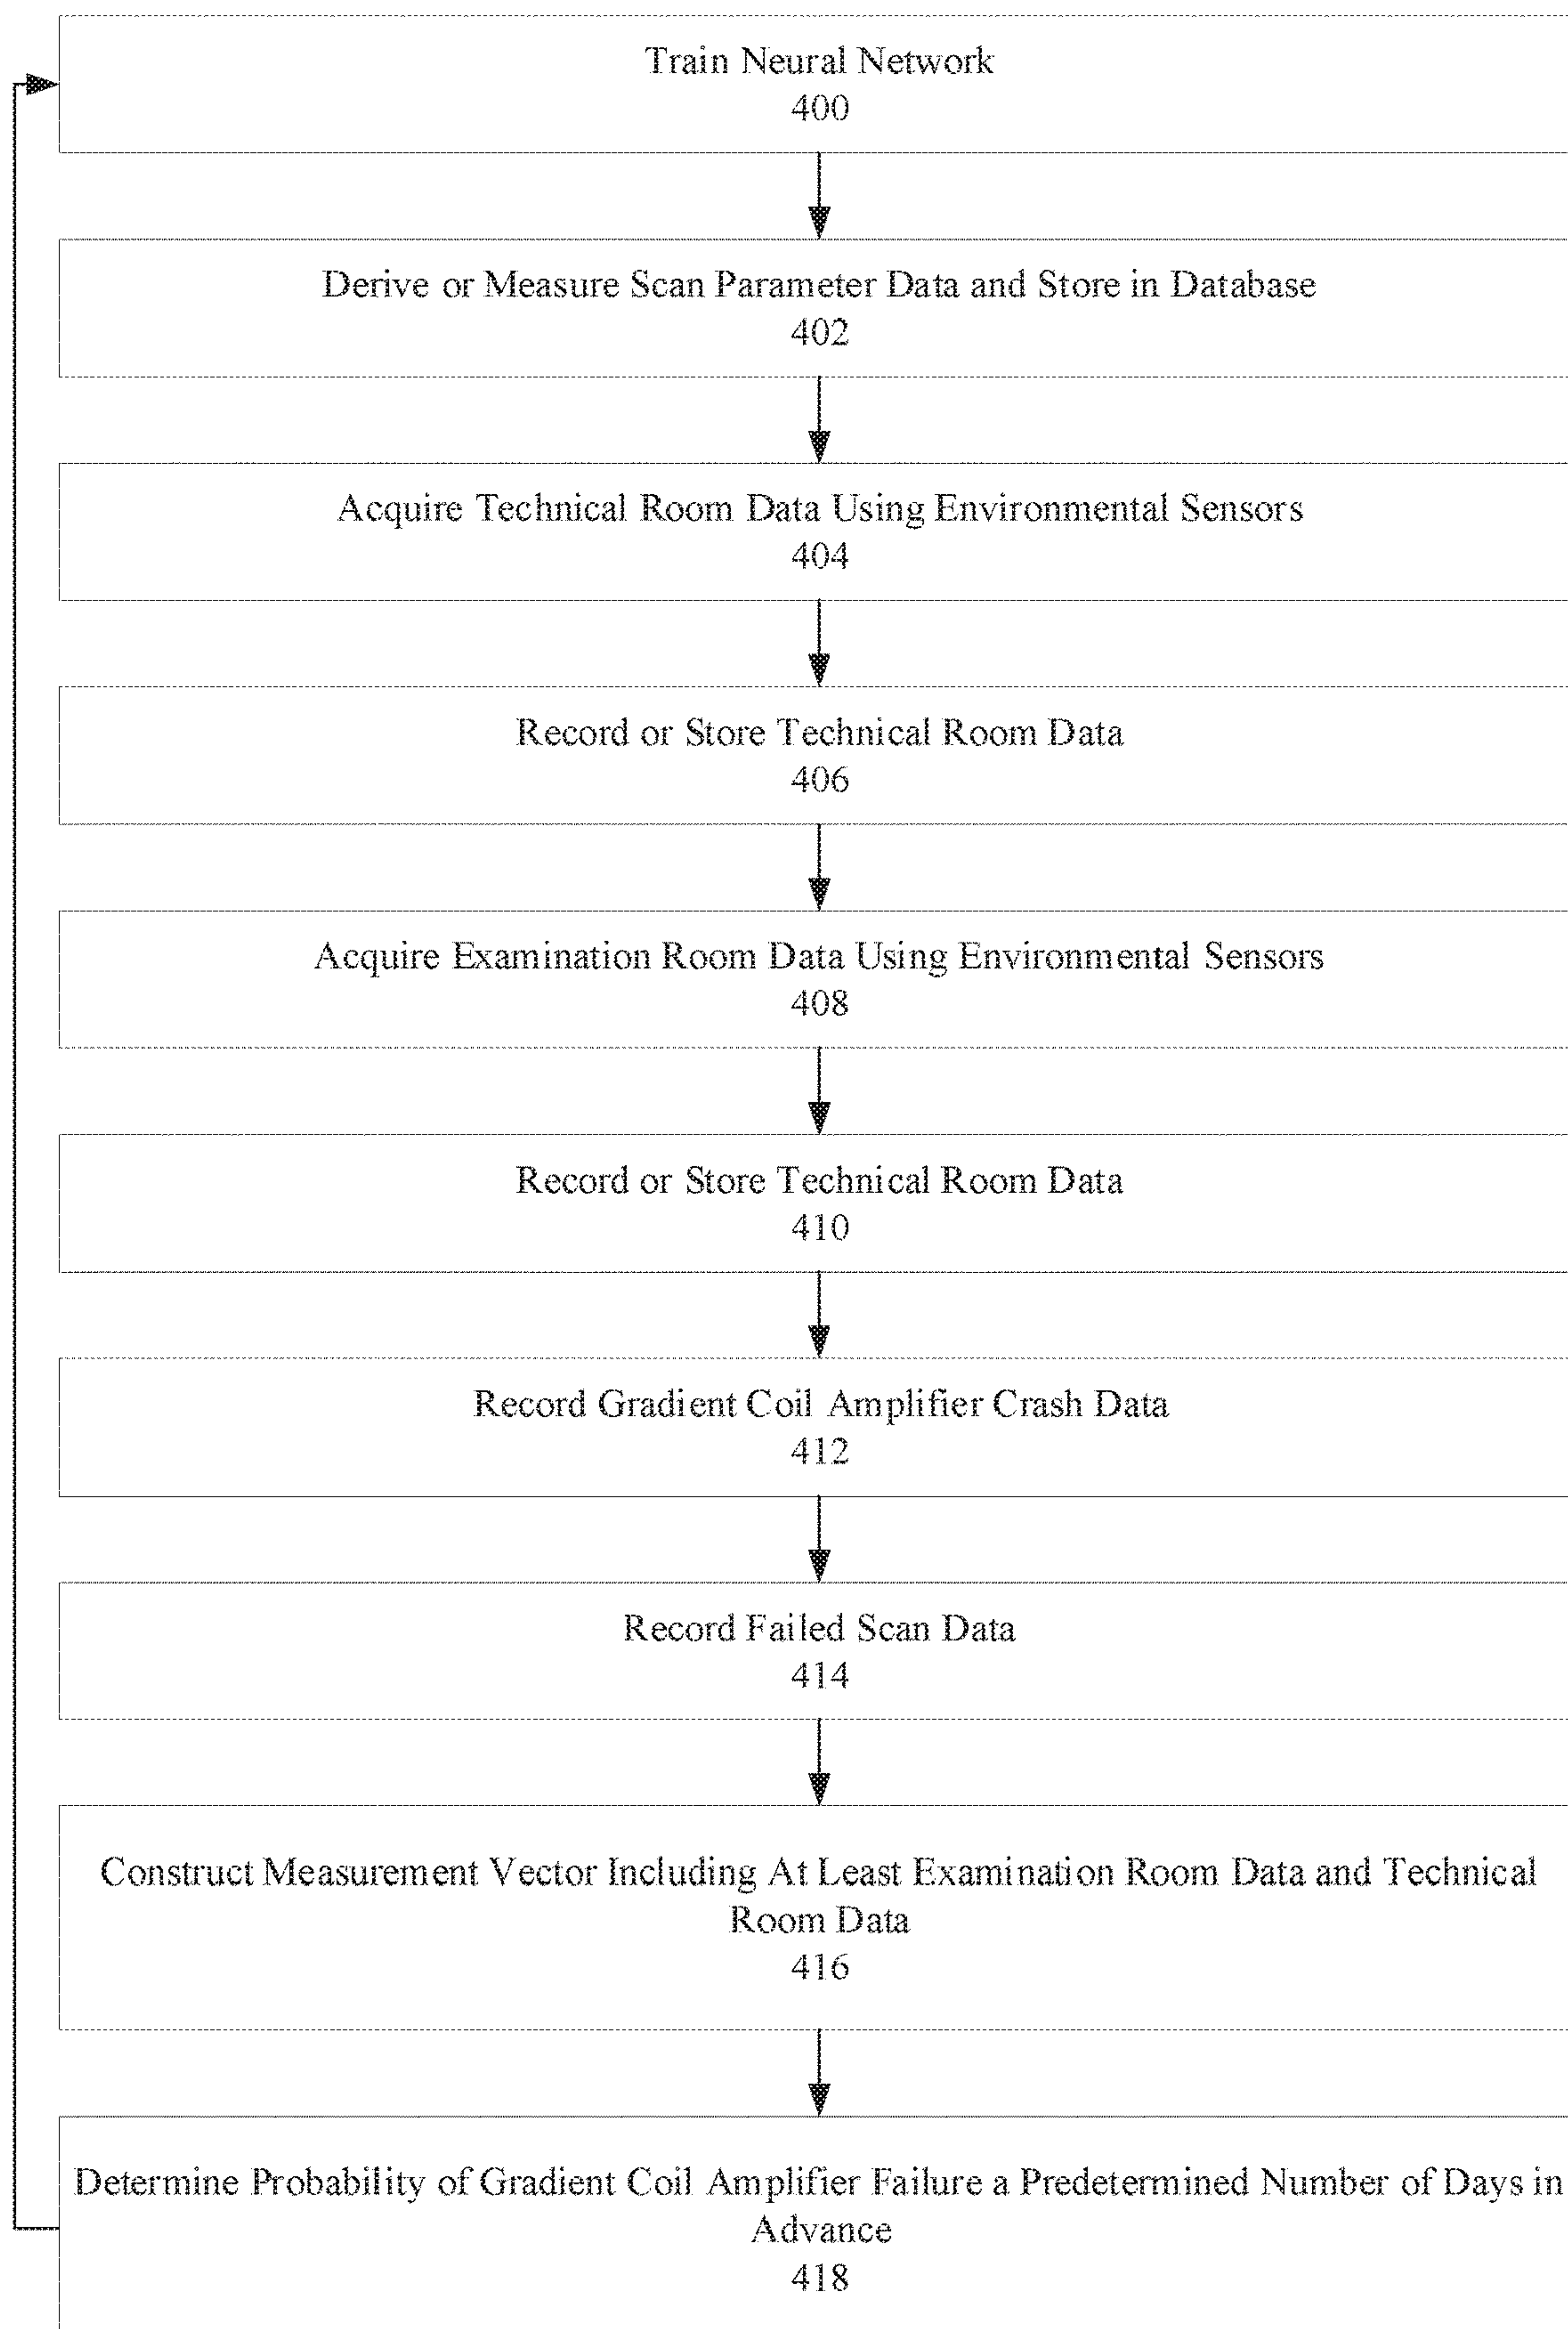 Train Neural Network
400
Derive or Measure Scan Parameter Data and Store in Database
402
Acquire Technical Room Data Using Environmental Sensors
404
Record or Store Technical Room Data
406
Acquire Examination Room Data Using Environmental Sensors
408
Record or Store Technical Room Data
410
Record Gradient Coil Amplifier Crash Data
412
Record Failed Scan Data
414
Construct Measurement Vector Including At Least Examination Room Data and Technical
Room Data
416
Determine Probability of Gradient Coil Amplifier Failure a Predetermined Number of Days in
Advance
418